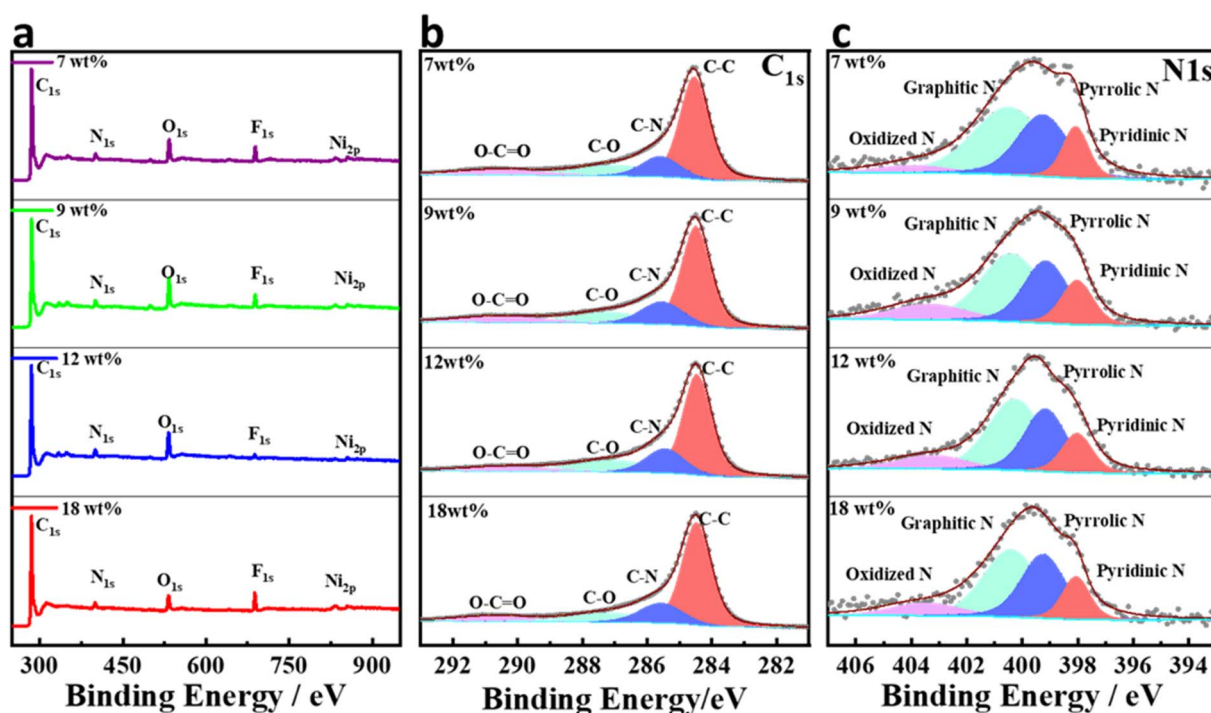 a
7 wt%
C1s
N1s
O1s
F1s
Ni2p
9 wt%
C1s
N1s
O1s
F1s
Ni2p
12 wt%
C1s
N1s
O1s
F1s
Ni2p
18 wt%
C1s
N1s
O1s
F1s
Ni2p
300 450 600 750 900
Binding Energy / eV
b
7wt%
C1s
C-C
C-N
C-O
O-C=O
9wt%
C-C
C-N
C-O
O-C=O
12wt%
C-C
C-N
C-O
O-C=O
18wt%
C-C
C-N
C-O
O-C=O
292 290 288 286 284 282
Binding Energy/eV
c
7 wt%
N1s
Graphitic N
Pyrrolic N
Oxidized N
Pyridinic N
9 wt%
Graphitic N
Pyrrolic N
Oxidized N
Pyridinic N
12 wt%
Graphitic N
Pyrrolic N
Oxidized N
Pyridinic N
18 wt%
Graphitic N
Pyrrolic N
Oxidized N
Pyridinic N
406 404 402 400 398 396 394
Binding Energy / eV